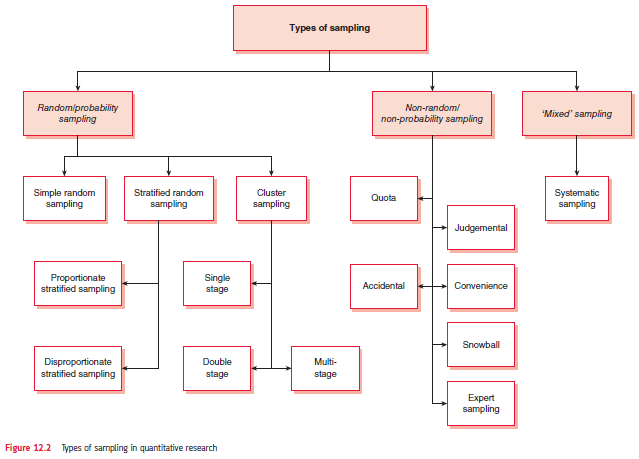 Types of sampling
Random/probability
sampling
Non-random/
non-probability sampling
‘Mixed’ sampling
Simple random
sampling
Stratified random
sampling
Cluster
sampling
Quota
Judgemental
Systematic
sampling
Proportionate
stratified sampling
Single
stage
Accidental
Convenience
Disproportionate
stratified sampling
Double
stage
Multi-
stage
Snowball
Expert
sampling
Figure 12.2 Types of sampling in quantitative research